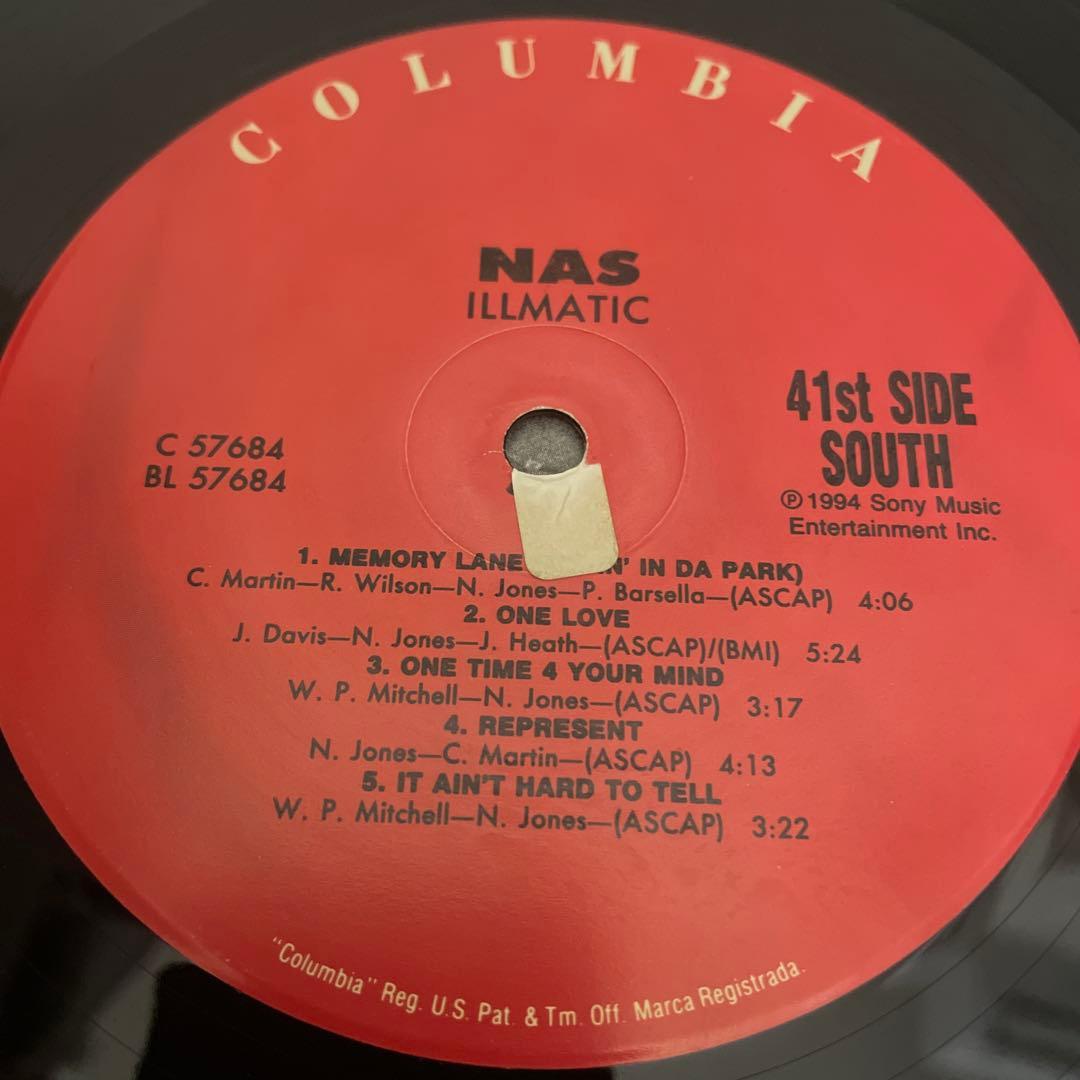 COLUMBIA
NAS
ILLMATIC
41st SIDE
SOUTH
C 57684
BL 57684
℗ 1994 Sony Music
Entertainment Inc.
1. MEMORY LANE IN DA PARK)
C. Martin—R. Wilson—N. Jones—P. Barsella—(ASCAP) 4:06
2. ONE LOVE
J. Davis—N. Jones—J. Heath—(ASCAP)/(BMI) 5:24
3. ONE TIME 4 YOUR MIND
W. P. Mitchell—N. Jones—(ASCAP) 3:17
4. REPRESENT
N. Jones—C. Martin—(ASCAP) 4:13
5. IT AIN'T HARD TO TELL
W. P. Mitchell—N. Jones—(ASCAP) 3:22
"Columbia" Reg. U.S. Pat. & Tm. Off. Marca Registrada.